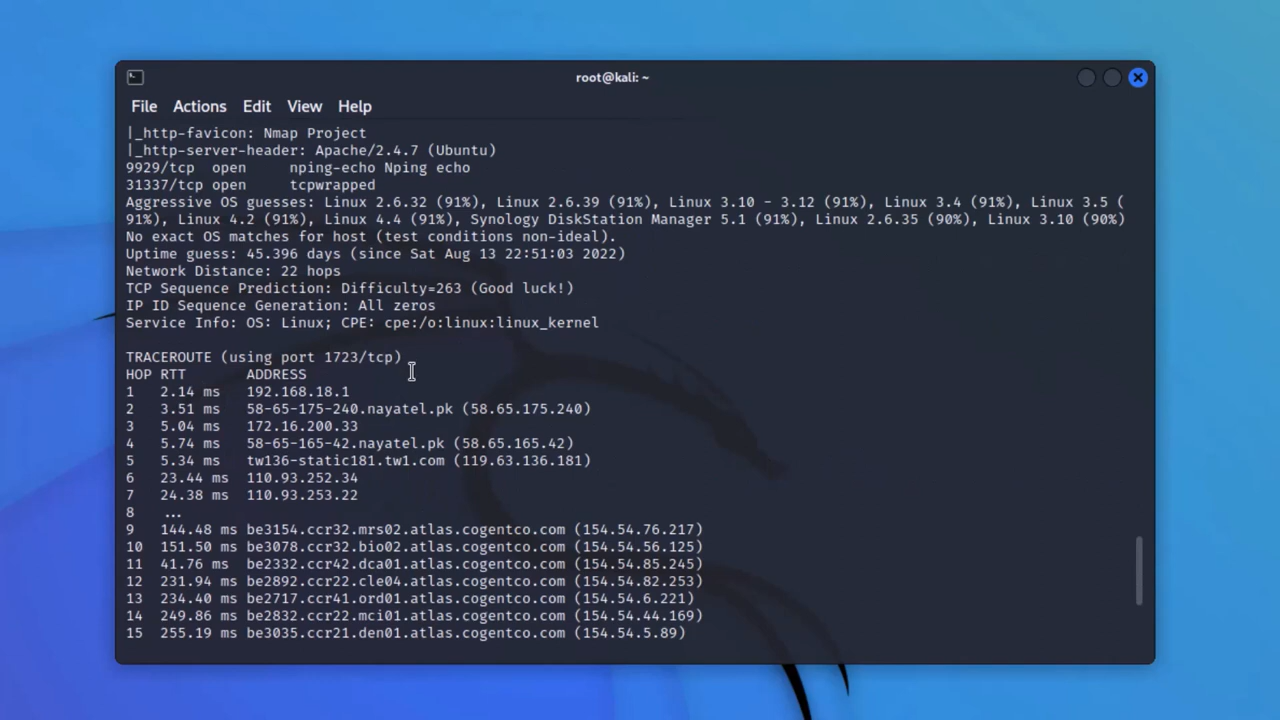 root@kali: ~
File Actions Edit View Help
|_http-favicon: Nmap Project
|_http-server-header: Apache/2.4.7 (Ubuntu)
9929/tcp  open     nping-echo Nping echo
31337/tcp open     tcpwrapped
Aggressive OS guesses: Linux 2.6.32 (91%), Linux 2.6.39 (91%), Linux 3.10 - 3.12 (91%), Linux 3.4 (91%), Linux 3.5 (
91%), Linux 4.2 (91%), Linux 4.4 (91%), Synology DiskStation Manager 5.1 (91%), Linux 2.6.35 (90%), Linux 3.10 (90%)
No exact OS matches for host (test conditions non-ideal).
Uptime guess: 45.396 days (since Sat Aug 13 22:51:03 2022)
Network Distance: 22 hops
TCP Sequence Prediction: Difficulty=263 (Good luck!)
IP ID Sequence Generation: All zeros
Service Info: OS: Linux; CPE: cpe:/o:linux:linux_kernel
TRACEROUTE (using port 1723/tcp)
HOP RTT       ADDRESS
1   2.14 ms   192.168.18.1
2   3.51 ms   58-65-175-240.nayatel.pk (58.65.175.240)
3   5.04 ms   172.16.200.33
4   5.74 ms   58-65-165-42.nayatel.pk (58.65.165.42)
5   5.34 ms   tw136-static181.tw1.com (119.63.136.181)
6   23.44 ms  110.93.252.34
7   24.38 ms  110.93.253.22
8   ...
9   144.48 ms be3154.ccr32.mrs02.atlas.cogentco.com (154.54.76.217)
10  151.50 ms be3078.ccr32.bio02.atlas.cogentco.com (154.54.56.125)
11  41.76 ms  be2332.ccr42.dca01.atlas.cogentco.com (154.54.85.245)
12  231.94 ms be2892.ccr22.cle04.atlas.cogentco.com (154.54.82.253)
13  234.40 ms be2717.ccr41.ord01.atlas.cogentco.com (154.54.6.221)
14  249.86 ms be2832.ccr22.mci01.atlas.cogentco.com (154.54.44.169)
15  255.19 ms be3035.ccr21.den01.atlas.cogentco.com (154.54.5.89)